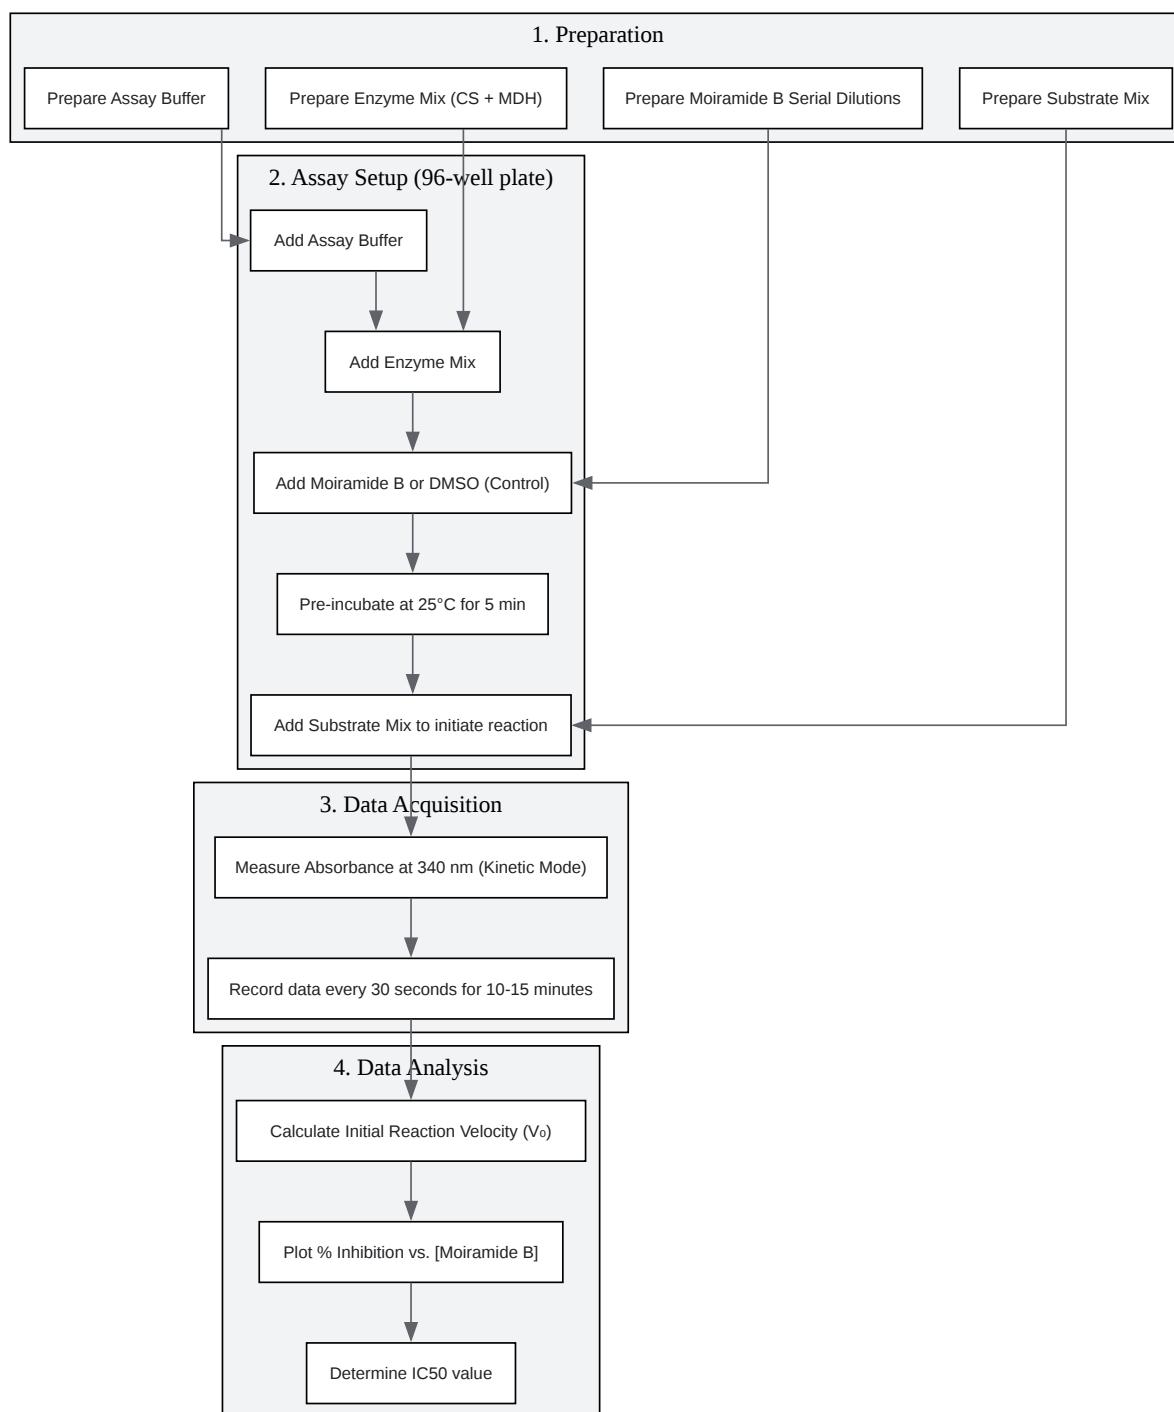 1. Preparation
Prepare Assay Buffer
Prepare Enzyme Mix (CS + MDH)
Prepare Moiramide B Serial Dilutions
Prepare Substrate Mix
2. Assay Setup (96-well plate)
Add Assay Buffer
Add Enzyme Mix
Add Moiramide B or DMSO (Control)
Pre-incubate at 25°C for 5 min
Add Substrate Mix to initiate reaction
3. Data Acquisition
Measure Absorbance at 340 nm (Kinetic Mode)
Record data every 30 seconds for 10-15 minutes
4. Data Analysis
Calculate Initial Reaction Velocity (V₀)
Plot % Inhibition vs. [Moiramide B]
Determine IC50 value